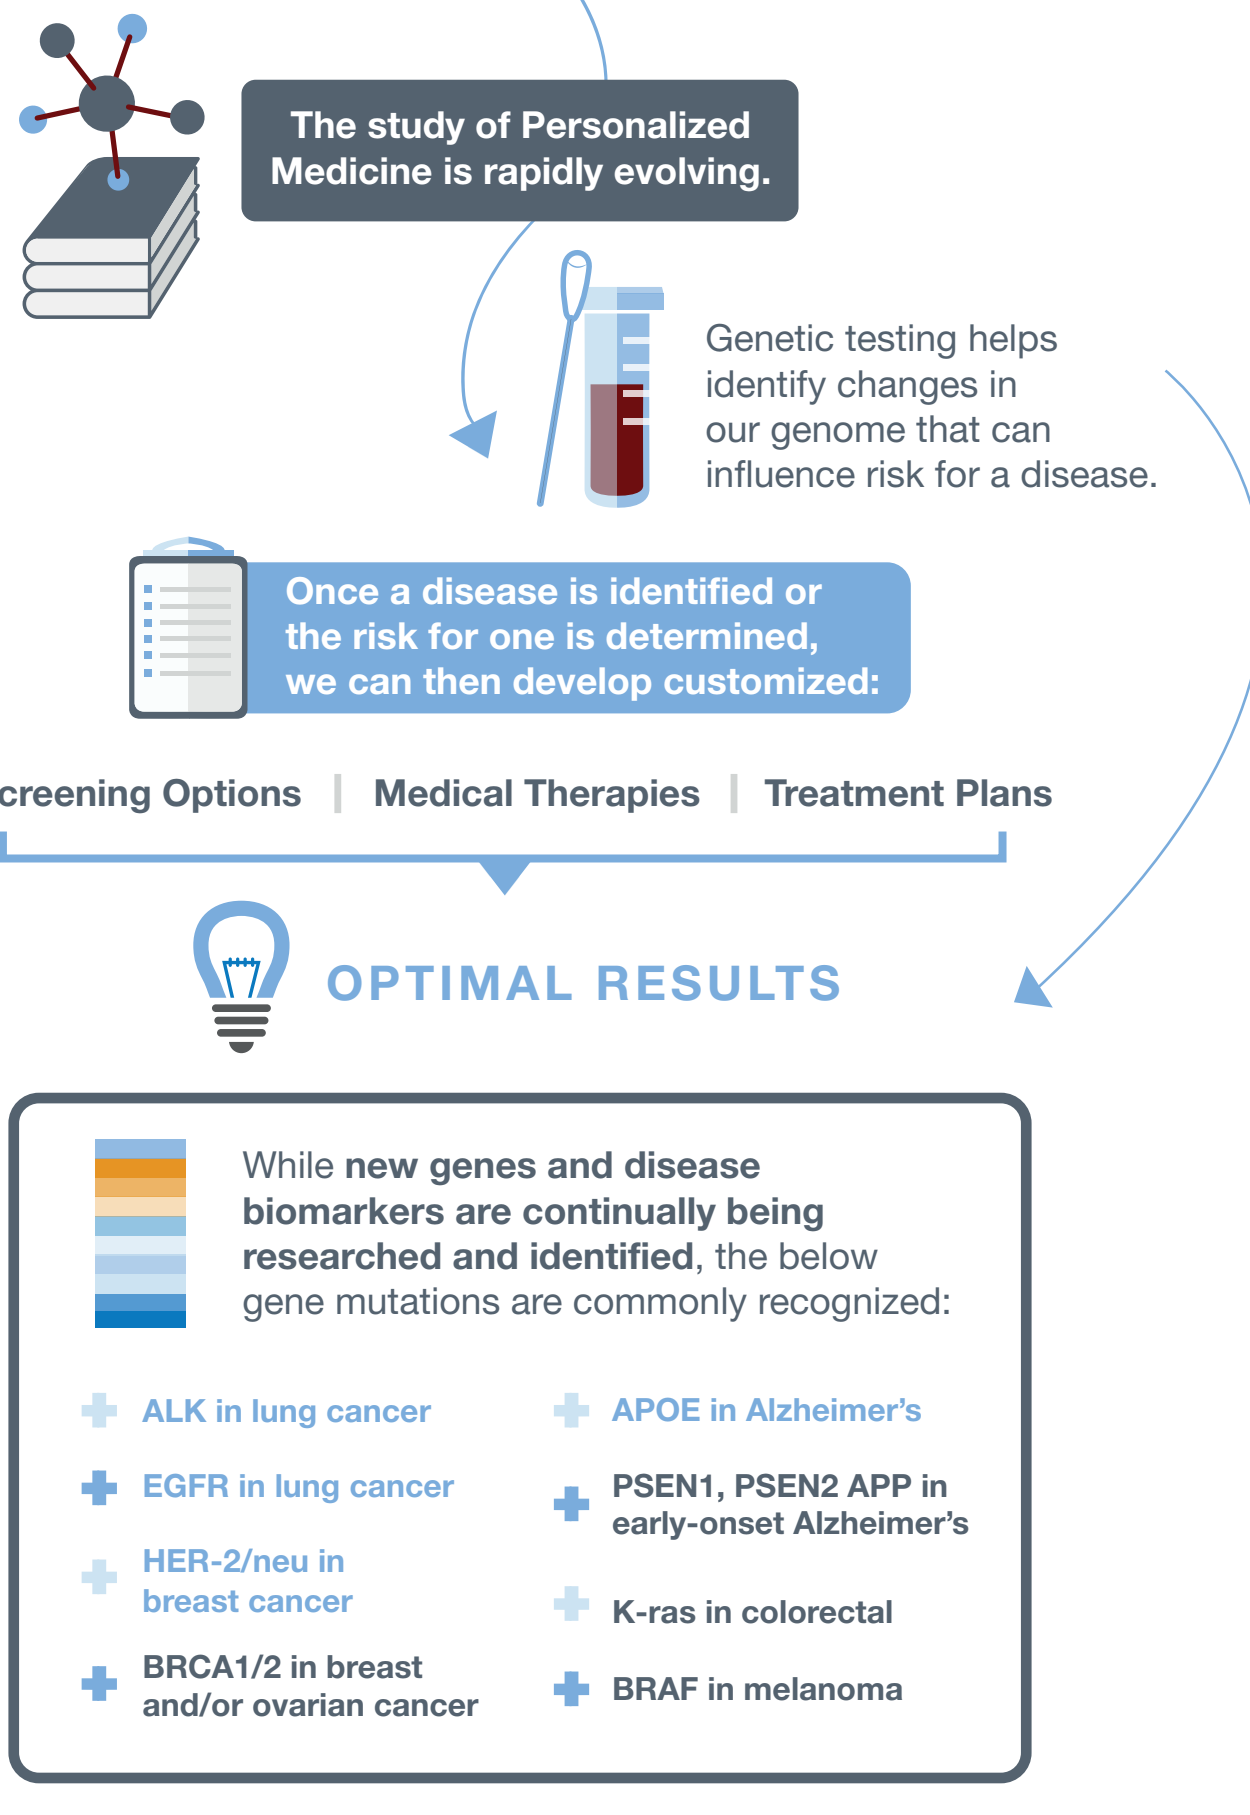 The study of Personalized
Medicine is rapidly evolving.
Genetic testing helps
identify changes in
our genome that can
influence risk for a disease.
Once a disease is identified or
the risk for one is determined,
we can then develop customized:
creening Options | Medical Therapies | Treatment Plans
OPTIMAL RESULTS
While new genes and disease
biomarkers are continually being
researched and identified, the below
gene mutations are commonly recognized:
ALK in lung cancer
EGFR in lung cancer
HER-2/neu in
breast cancer
BRCA1/2 in breast
and/or ovarian cancer
APOE in Alzheimer’s
PSEN1, PSEN2 APP in
early-onset Alzheimer’s
K-ras in colorectal
BRAF in melanoma